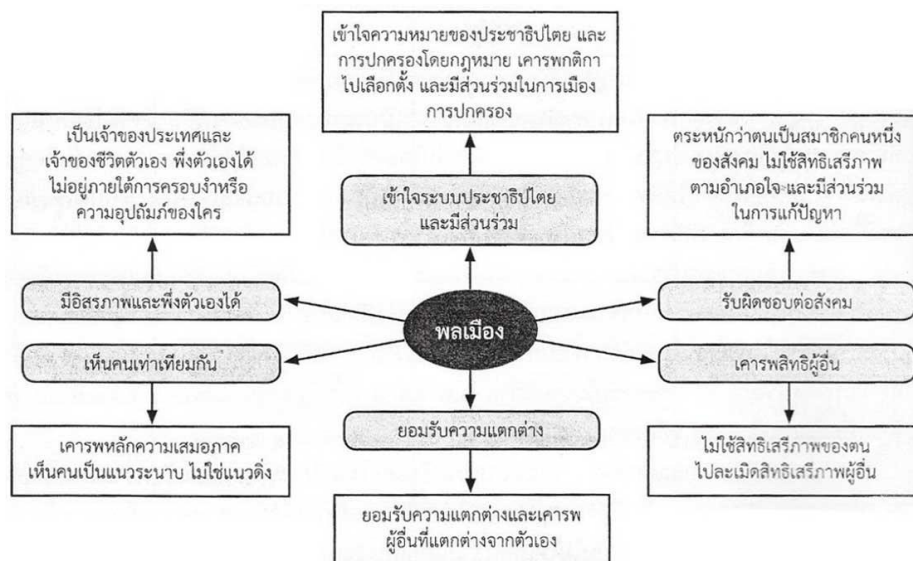 เข้าใจความหมายของประชาธิปไตย และ
การปกครองโดยกฎหมาย เคารพกติกา
ไปเลือกตั้ง และมีส่วนร่วมในการเมือง
การปกครอง
เป็นเจ้าของประเทศและ
เจ้าของชีวิตตัวเอง พึ่งตัวเองได้
ไม่อยู่ภายใต้การครอบงำหรือ
ความอุปถัมภ์ของใคร
ตระหนักว่าตนเป็นสมาชิกคนหนึ่ง
ของสังคม ไม่ใช้สิทธิเสรีภาพ
ตามอำเภอใจ และมีส่วนร่วม
ในการแก้ปัญหา
เข้าใจระบบประชาธิปไตย
และมีส่วนร่วม
มีอิสรภาพและพึ่งตัวเองได้
พลเมือง
รับผิดชอบต่อสังคม
เห็นคนเท่าเทียมกัน
เคารพสิทธิผู้อื่น
ยอมรับความแตกต่าง
เคารพหลักความเสมอภาค
เห็นคนเป็นแนวระนาบ ไม่ใช่แนวดิ่ง
ไม่ใช้สิทธิเสรีภาพของตน
ไปละเมิดสิทธิเสรีภาพผู้อื่น
ยอมรับความแตกต่างและเคารพ
ผู้อื่นที่แตกต่างจากตัวเอง